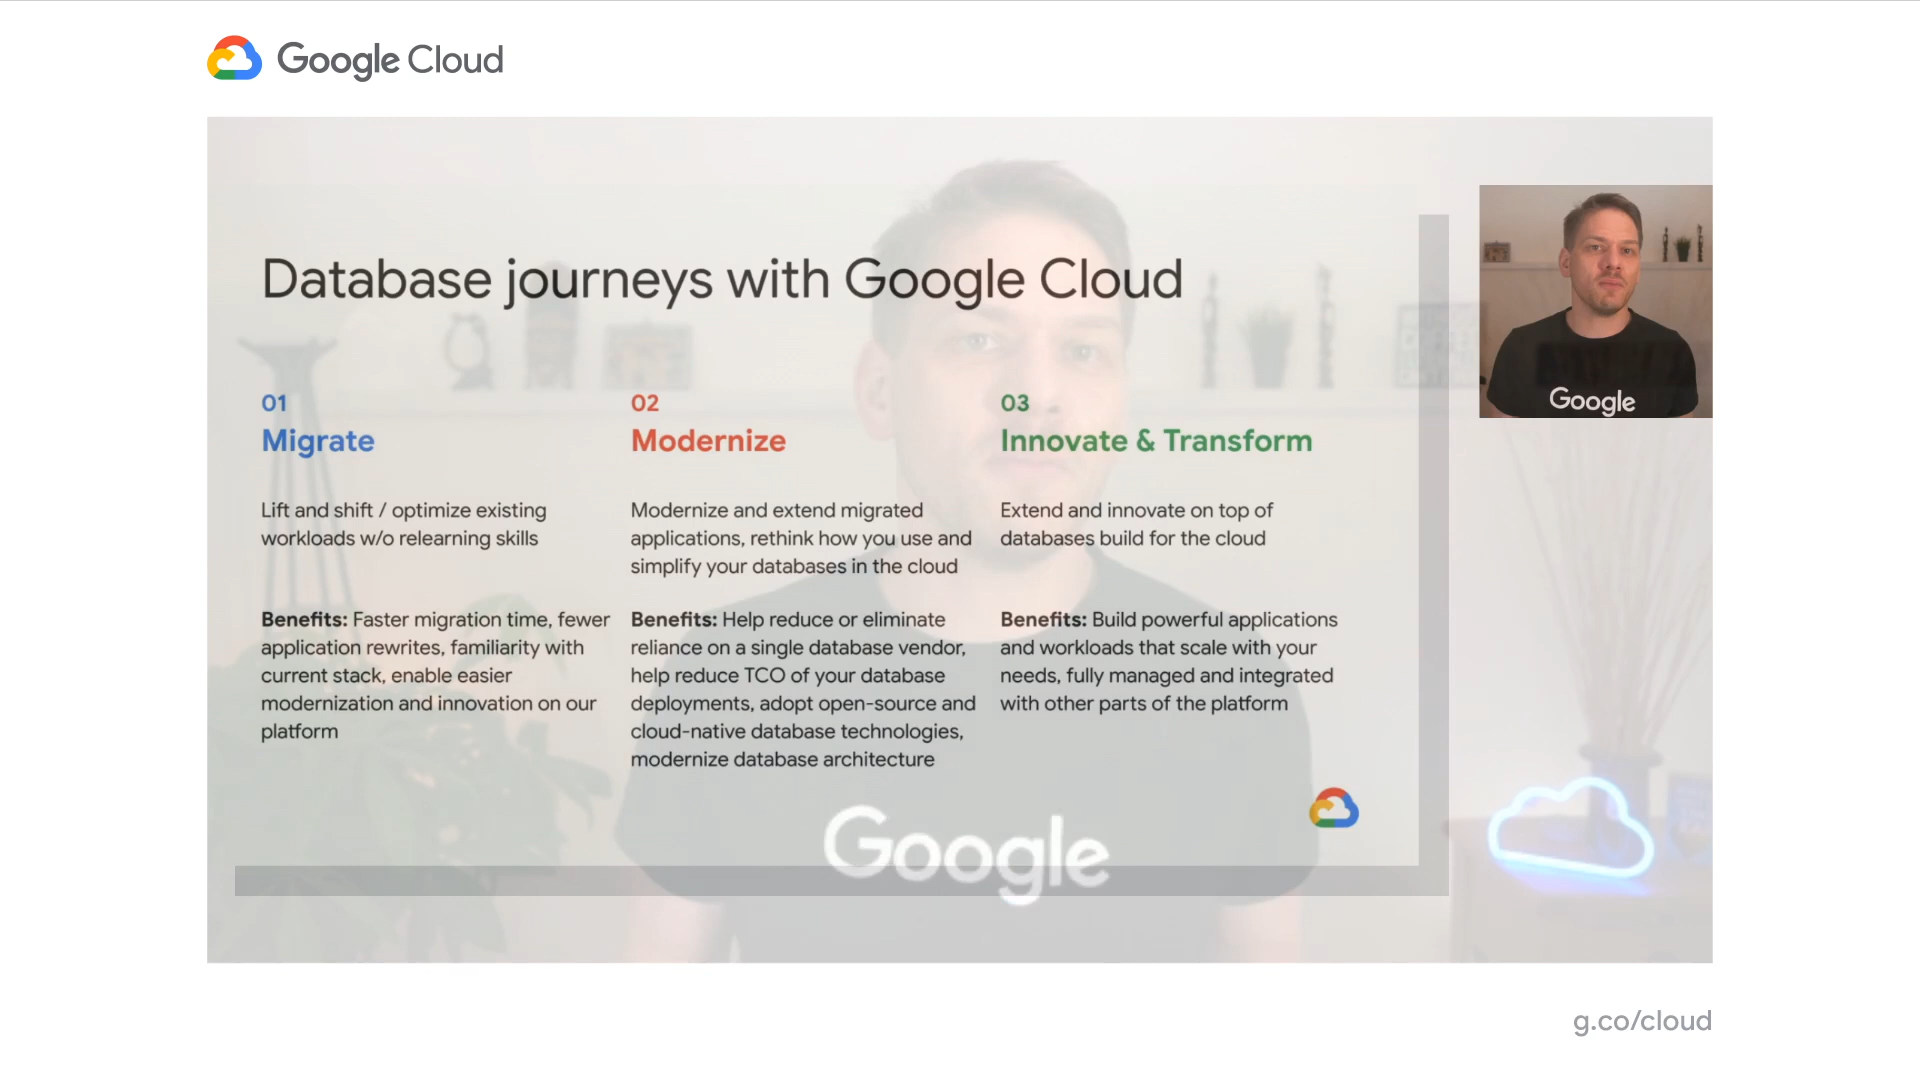 Google Cloud
Database journeys with Google Cloud
01
Migrate
Lift and shift / optimize existing
workloads w/o relearning skills
Benefits: Faster migration time, fewer
application rewrites, familiarity with
current stack, enable easier
modernization and innovation on our
platform
02
Modernize
Modernize and extend migrated
applications, rethink how you use and
simplify your databases in the cloud
Benefits: Help reduce or eliminate
reliance on a single database vendor,
help reduce TCO of your database
deployments, adopt open-source and
cloud-native database technologies,
modernize database architecture
03
Innovate & Transform
Extend and innovate on top of
databases build for the cloud
Benefits: Build powerful applications
and workloads that scale with your
needs, fully managed and integrated
with other parts of the platform
Google
Google
g.co/cloud